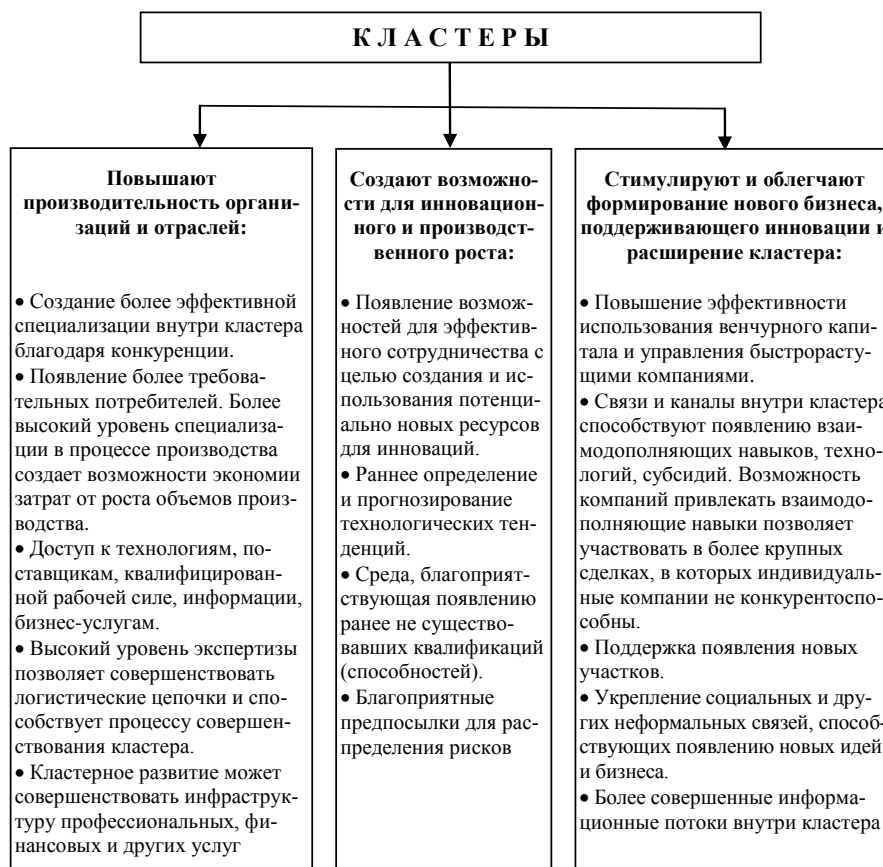 К Л А С Т Е Р Ы
Повышают
производительность органи-
заций и отраслей:
• Создание более эффективной
специализации внутри кластера
благодаря конкуренции.
• Появление более требова-
тельных потребителей. Более
высокий уровень специализа-
ции в процессе производства
создает возможности экономии
затрат от роста объемов произ-
водства.
• Доступ к технологиям, по-
ставщикам, квалифицирован-
ной рабочей силе, информации,
бизнес-услугам.
• Высокий уровень экспертизы
позволяет совершенствовать
логистические цепочки и спо-
собствует процессу совершен-
ствования кластера.
• Кластерное развитие может
совершенствовать инфраструк-
туру профессиональных, фи-
нансовых и других услуг
Создают возможно-
сти для инновацион-
ного и производст-
венного роста:
• Появление возмож-
ностей для эффектив-
ного сотрудничества с
целью создания и ис-
пользования потенци-
ально новых ресурсов
для инноваций.
• Раннее определение
и прогнозирование
технологических тен-
денций.
• Среда, благоприят-
ствующая появлению
ранее не существо-
вавших квалификаций
(способностей).
• Благоприятные
предпосылки для рас-
пределения рисков
Стимулируют и облегчают
формирование нового бизнеса,
поддерживающего инновации и
расширение кластера:
• Повышение эффективности
использования венчурного капи-
тала и управления быстрорасту-
щими компаниями.
• Связи и каналы внутри кластера
способствуют появлению взаи-
модополняющих навыков, техно-
логий, субсидий. Возможность
компаний привлекать взаимодо-
полняющие навыки позволяет
участвовать в более крупных
сделках, в которых индивидуаль-
ные компании не конкурентоспо-
собны.
• Поддержка появления новых
участков.
• Укрепление социальных и дру-
гих неформальных связей, способ-
ствующих появлению новых идей
и бизнеса.
• Более совершенные информа-
ционные потоки внутри кластера